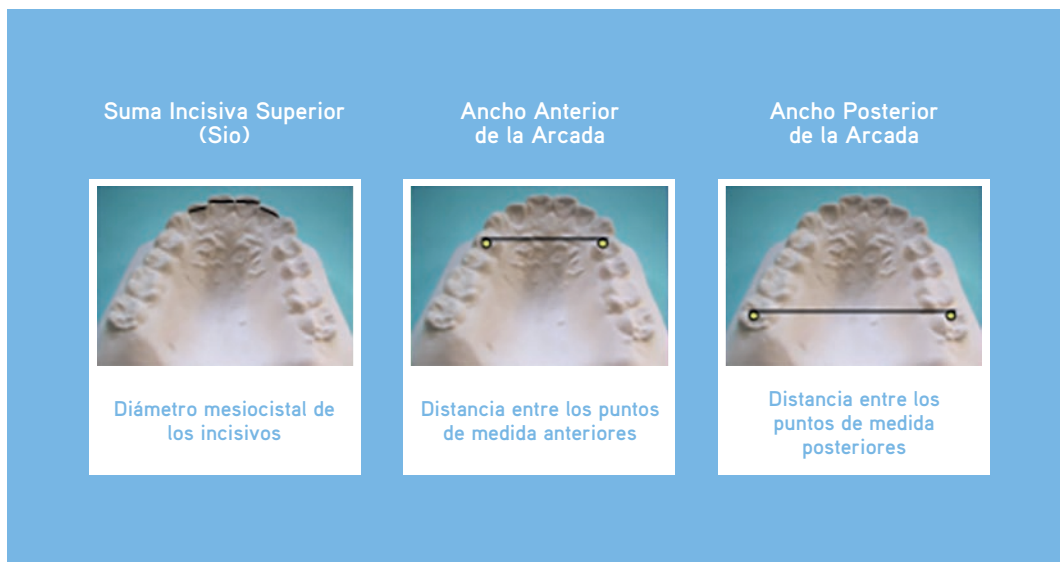 Suma Incisiva Superior
(Sio)
Diámetro mesiocistal de
los incisivos
Ancho Anterior
de la Arcada
Distancia entre los puntos
de medida anteriores
Ancho Posterior
de la Arcada
Distancia entre los
puntos de medida
posteriores